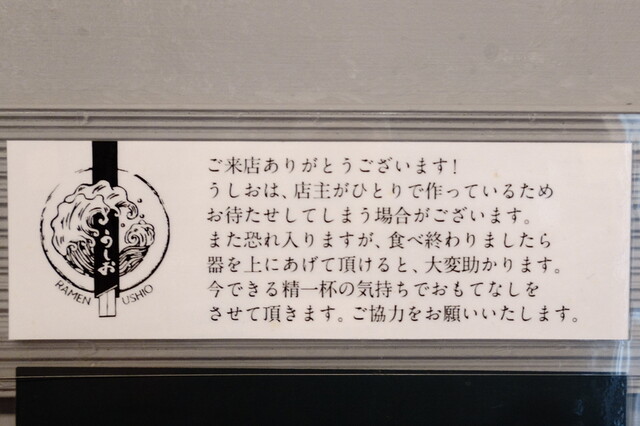 うしお
RAMEN USHIO
ご来店ありがとうございます!
うしおは、店主がひとりで作っているため
お待たせしてしまう場合がございます。
また恐れ入りますが、食べ終わりましたら
器を上にあげて頂けると、大変助かります。
今できる精一杯の気持ちでおもてなしを
させて頂きます。ご協力をお願いいたします。